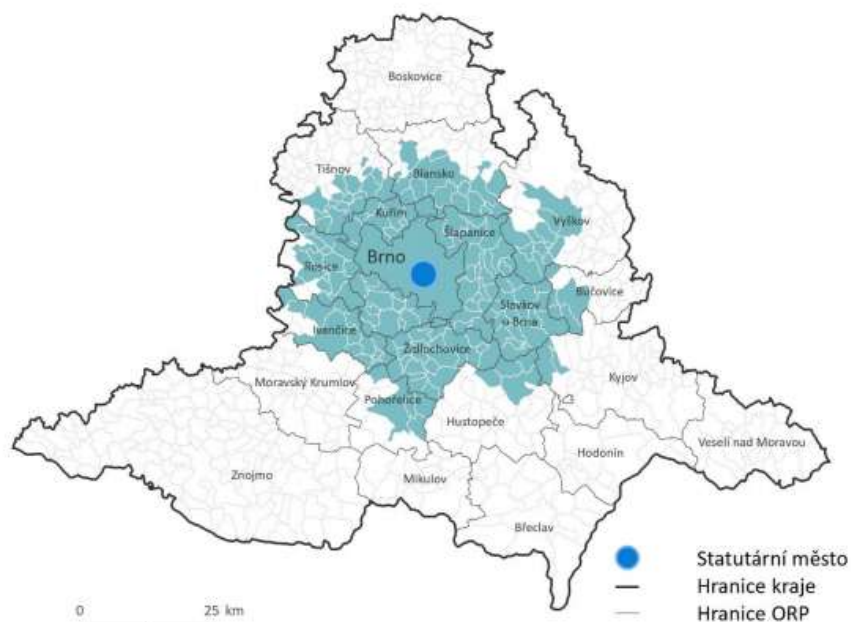 Boskovice
Tišnov
Blansko
Kuřim
Šlapanice
Vyškov
Brno
Rosice
Bučovice
Slavkov
u Brna
Ivančice
Židlochovice
Moravský Krumlov
Pohořelice
Kyjov
Hustopeče
Veselí nad Moravou
Hodonín
Znojmo
Mikulov
Břeclav
Statutární město
Hranice kraje
Hranice ORP
0 25 km